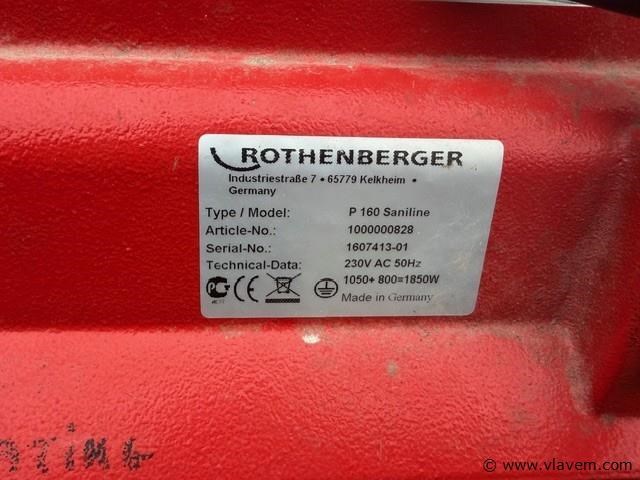 ROTHENBERGER
Industriestraße 7 • 65779 Kelkheim •
Germany
Type / Model: P 160 Saniline
Article-No.: 1000000828
Serial-No.: 1607413-01
Technical-Data: 230V AC 50Hz
1050+ 800=1850W
CE
Made in Germany
© www.vlavem.com